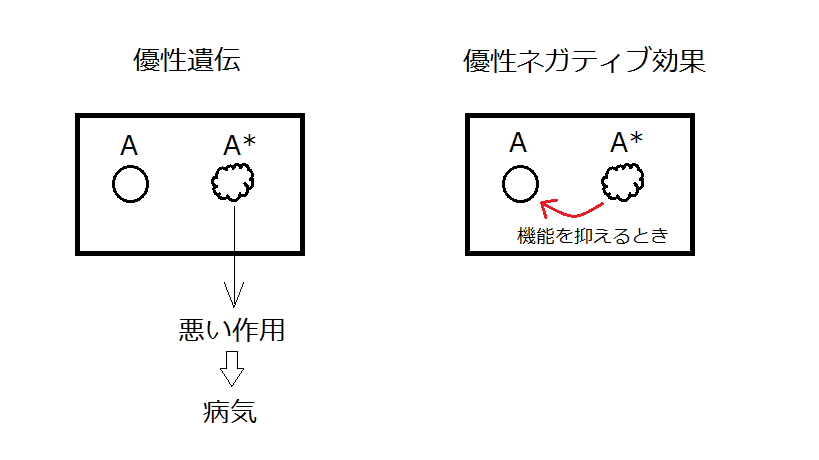 優性遺伝
優性ネガティブ効果
A A*
悪い作用
病気
A A*
機能を抑えるとき